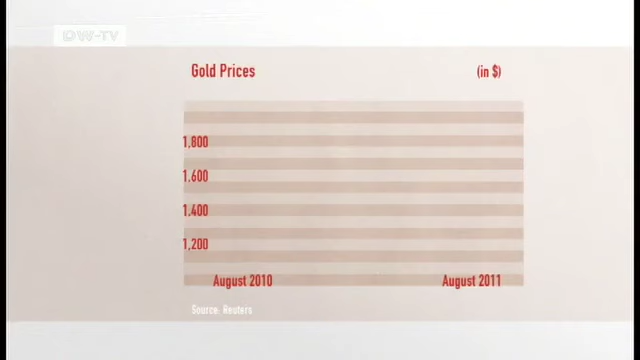 DW-TV
Gold Prices (in $)
1,800
1.600
1.400
1,200
August 2010 August 2011
Source: Reuters